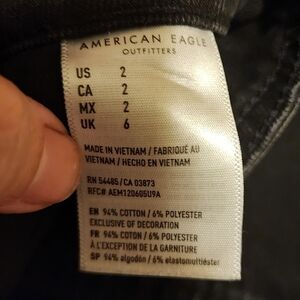 AMERICAN EAGLE
OUTFITTERS
US 2
CA 2
MX 2
UK 6
MADE IN VIETNAM / FABRIQUÉ AU
VIETNAM / HECHO EN VIETNAM
RN 54485/CA 03873
RFC# AEM120605U9A
EN 94% COTTON / 6% POLYESTER
EXCLUSIVE OF DECORATION
FR 94% COTON / 6% POLYESTER
À L'EXCEPTION DE LA GARNITURE
SP 94% algodón / 6% elastomultiéster